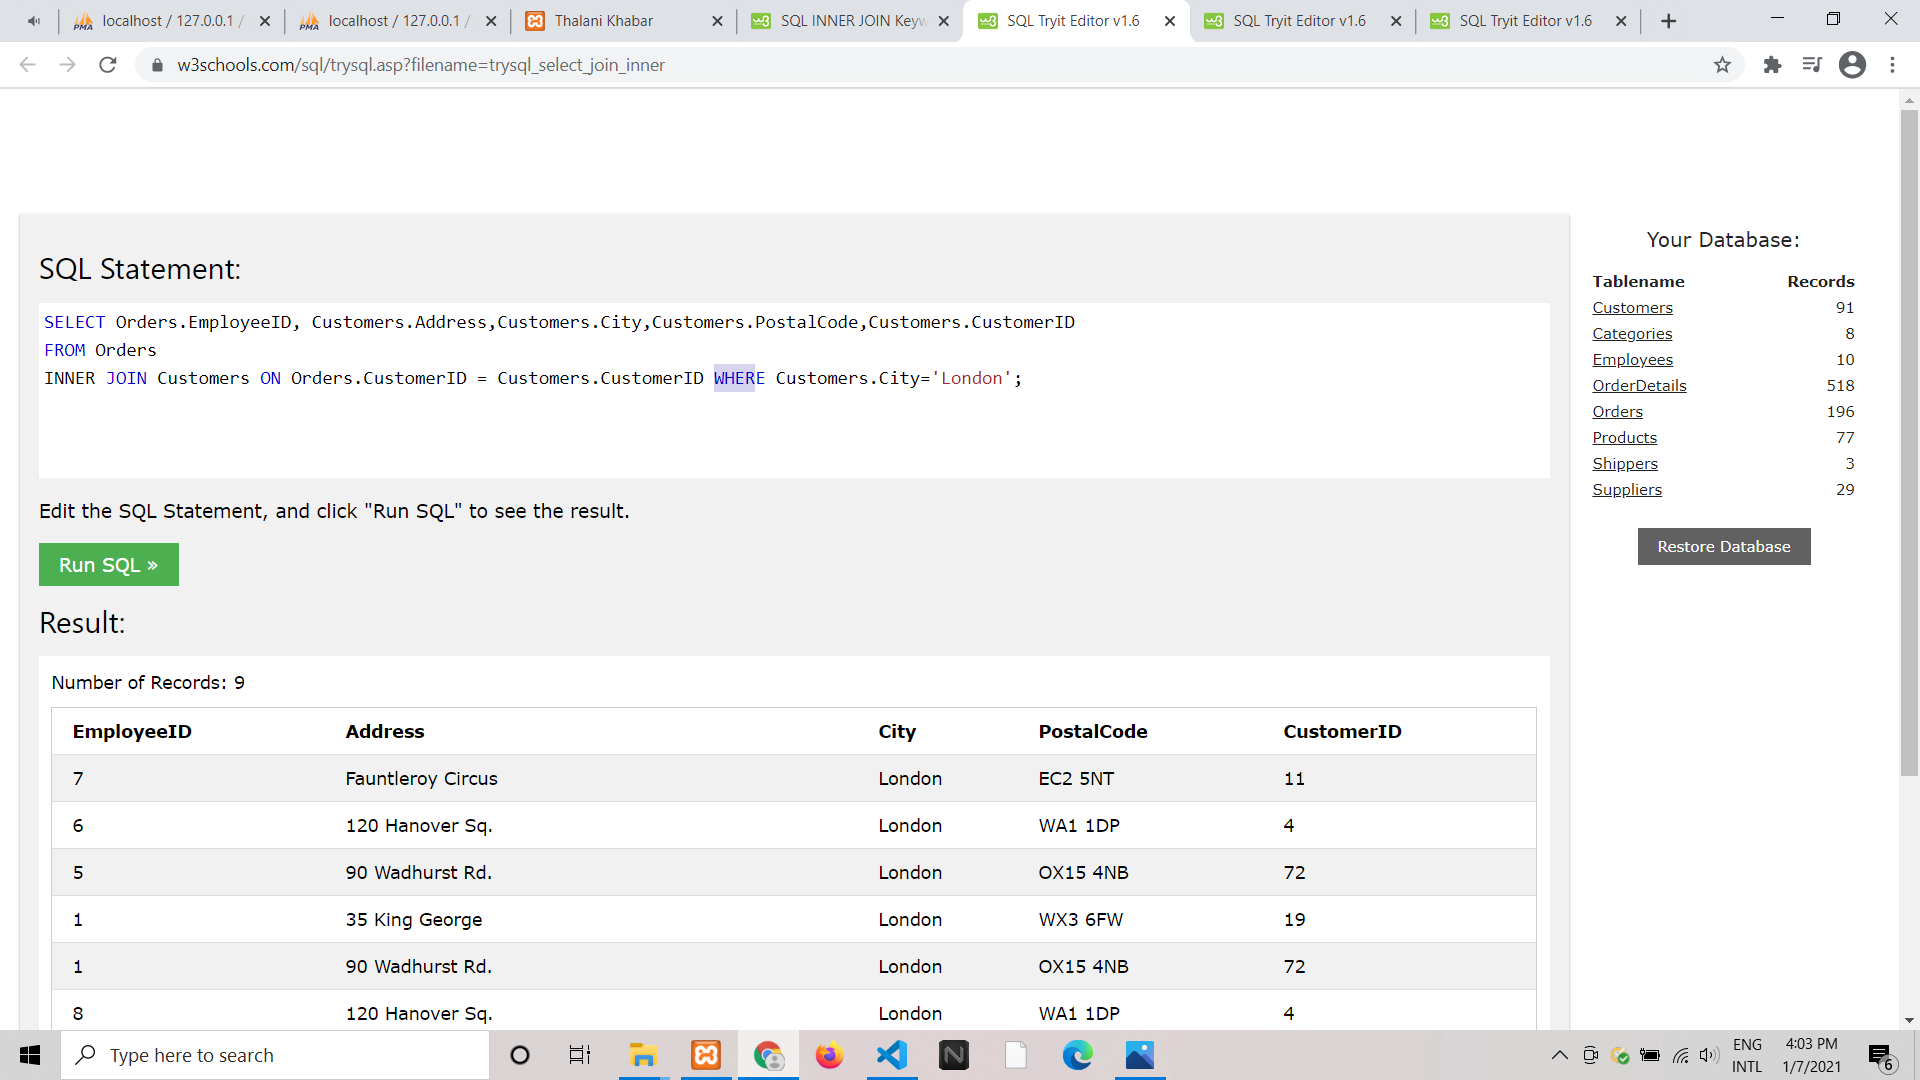 localhost / 127.0.0.1 /
localhost / 127.0.0.1 /
Thalani Khabar
SQL INNER JOIN Keyw
SQL Tryit Editor v1.6
SQL Tryit Editor v1.6
SQL Tryit Editor v1.6
w3schools.com/sql/trysql.asp?filename=trysql_select_join_inner
SQL Statement:
SELECT Orders.EmployeeID, Customers.Address,Customers.City,Customers.PostalCode,Customers.CustomerID
FROM Orders
INNER JOIN Customers ON Orders.CustomerID = Customers.CustomerID WHERE Customers.City='London';
Edit the SQL Statement, and click "Run SQL" to see the result.
Run SQL »
Result:
Number of Records: 9
EmployeeID Address City PostalCode CustomerID
7 Fauntleroy Circus London EC2 5NT 11
6 120 Hanover Sq. London WA1 1DP 4
5 90 Wadhurst Rd. London OX15 4NB 72
1 35 King George London WX3 6FW 19
1 90 Wadhurst Rd. London OX15 4NB 72
8 120 Hanover Sq. London WA1 1DP 4
Your Database:
Tablename Records
Customers 91
Categories 8
Employees 10
OrderDetails 518
Orders 196
Products 77
Shippers 3
Suppliers 29
Restore Database
Type here to search
ENG
INTL
4:03 PM
1/7/2021
6